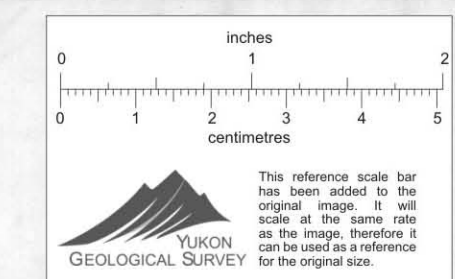 inches
0 1 2
0 1 2 3 4 5
centimetres
This reference scale bar
has been added to the
original image. It will
scale at the same rate
as the image, therefore it
can be used as a reference
for the original size.
YUKON
GEOLOGICAL SURVEY